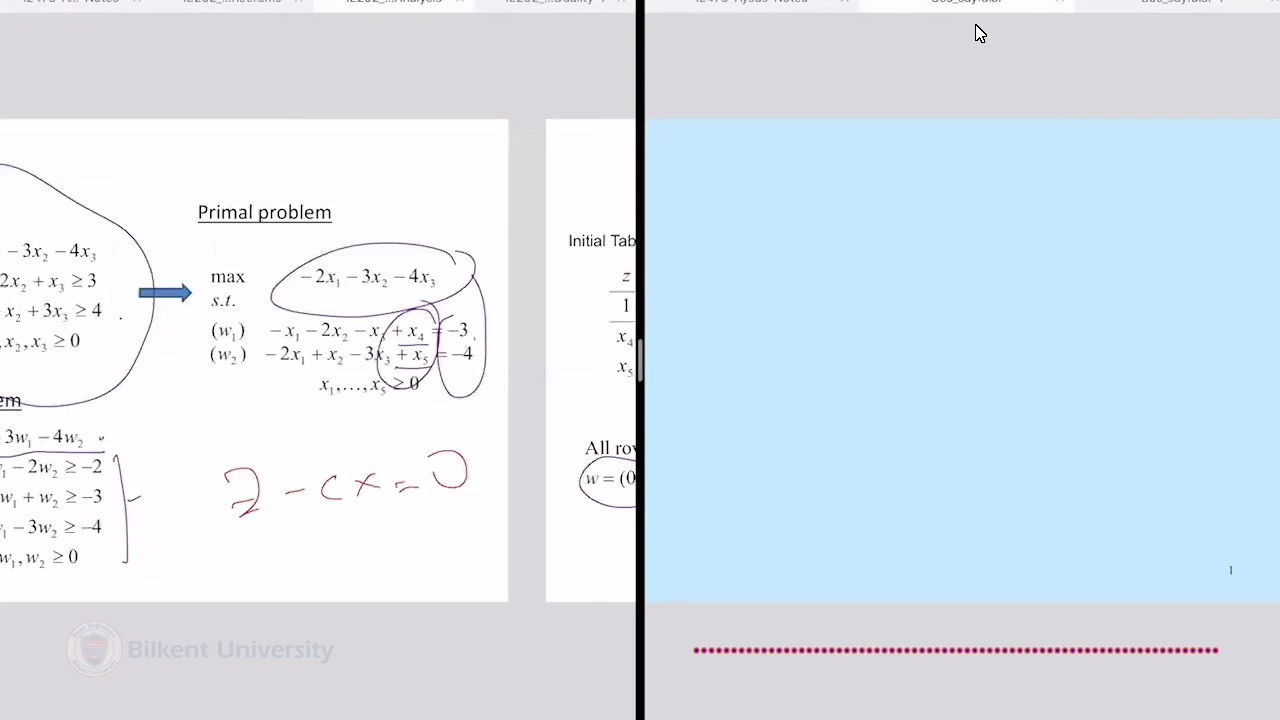 Primal problem
− 3x₂ − 4x₃
2x₂ + x₃ ≥ 3
x₂ + 3x₃ ≥ 4
, x₂, x₃ ≥ 0
max −2x₁ − 3x₂ − 4x₃
s.t.
(w₁) −x₁ − 2x₂ − x₃ + x₄ = −3
(w₂) −2x₁ + x₂ − 3x₃ + x₅ = −4
x₁,…, x₅ ≥ 0
em
3w₁ − 4w₂
₁ − 2w₂ ≥ −2
w₁ + w₂ ≥ −3
₁ − 3w₂ ≥ −4
w₁, w₂ ≥ 0
z − cx = 0
Initial Tab
z
1
x₄
x₅
All rov
w = (0
1
Bilkent University